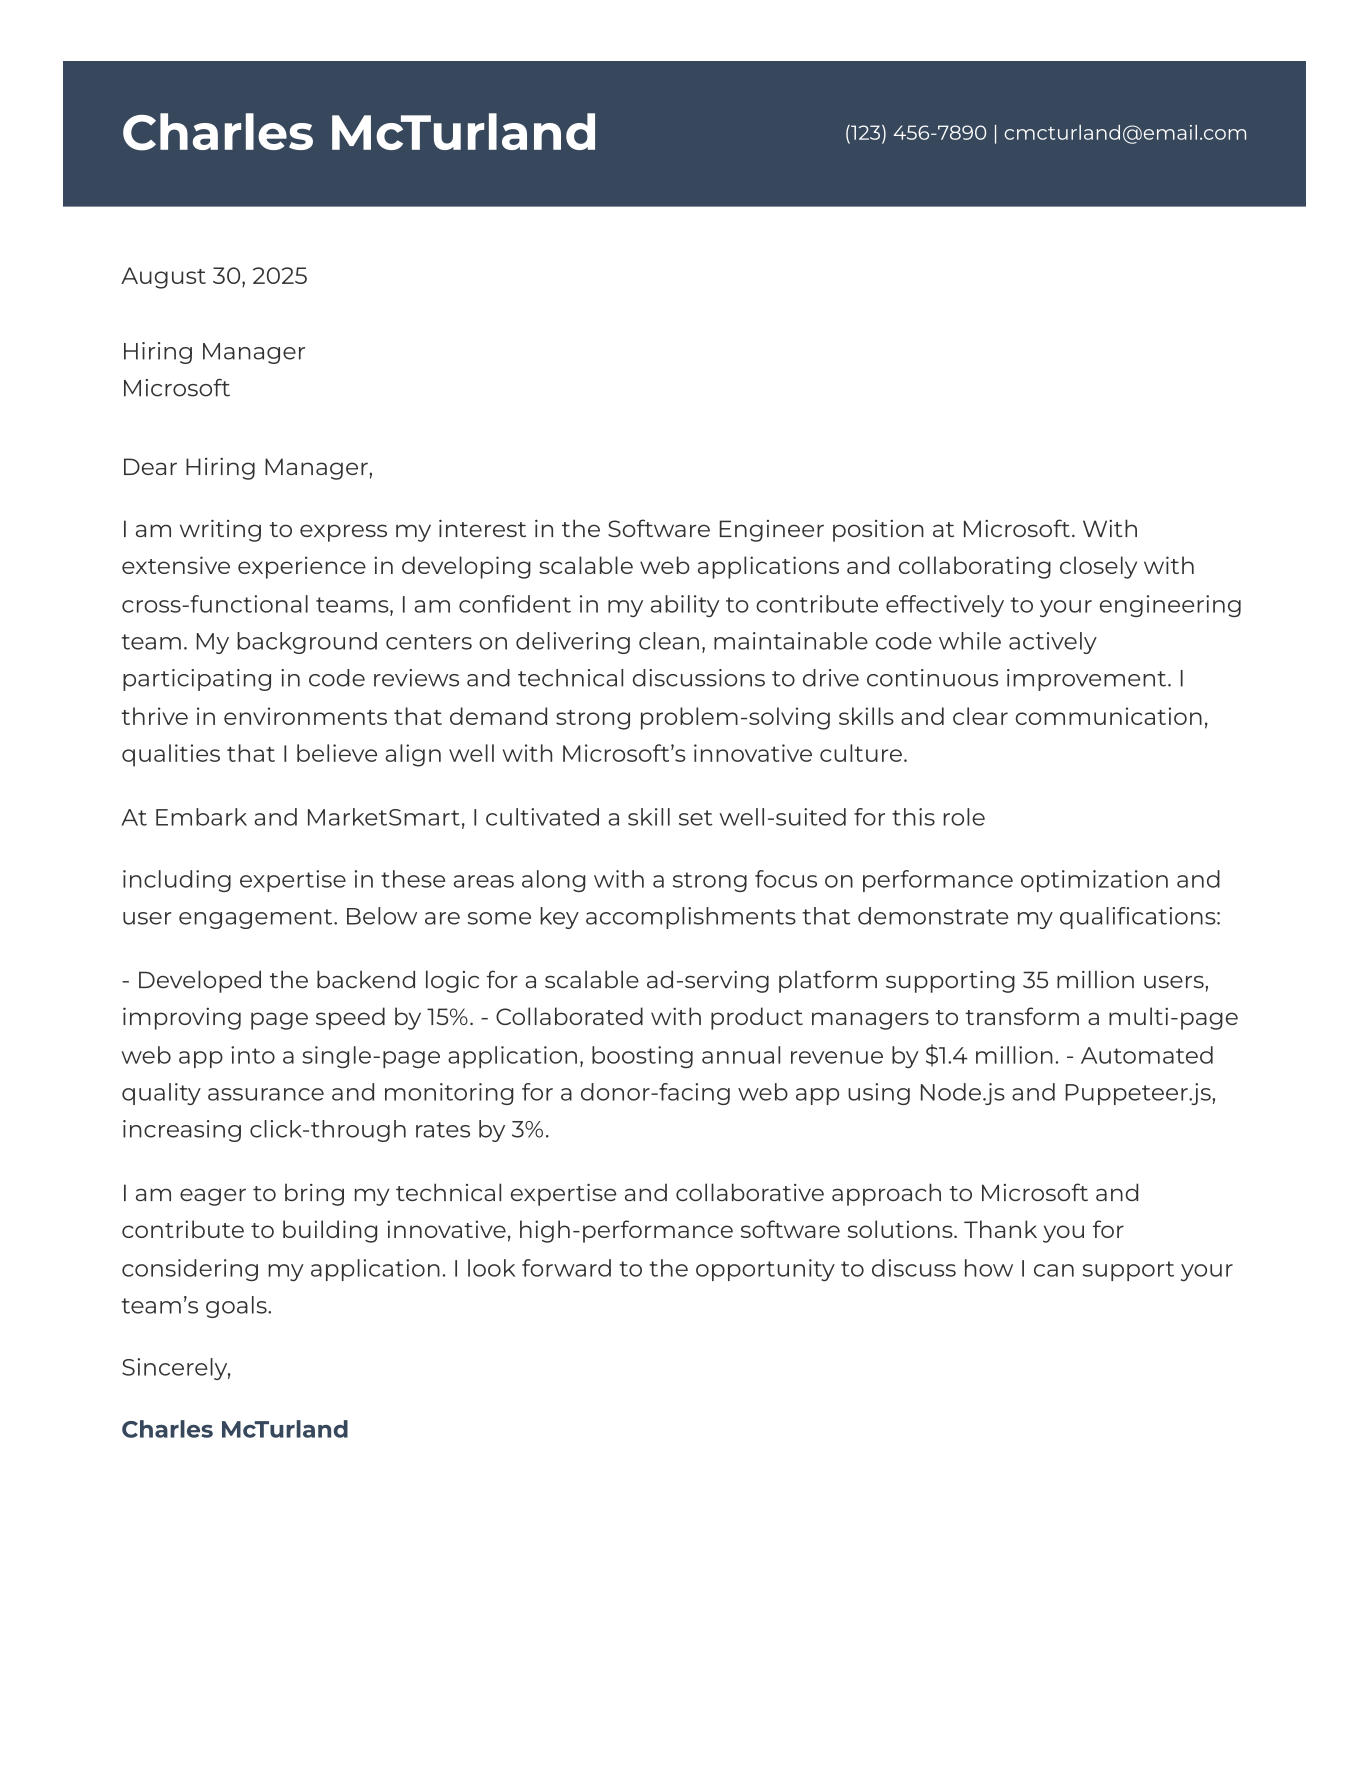 Charles McTurland
(123) 456-7890 | cmcturland@email.com
August 30, 2025
Hiring Manager
Microsoft
Dear Hiring Manager,
I am writing to express my interest in the Software Engineer position at Microsoft. With
extensive experience in developing scalable web applications and collaborating closely with
cross-functional teams, I am confident in my ability to contribute effectively to your engineering
team. My background centers on delivering clean, maintainable code while actively
participating in code reviews and technical discussions to drive continuous improvement. I
thrive in environments that demand strong problem-solving skills and clear communication,
qualities that I believe align well with Microsoft’s innovative culture.
At Embark and MarketSmart, I cultivated a skill set well-suited for this role
including expertise in these areas along with a strong focus on performance optimization and
user engagement. Below are some key accomplishments that demonstrate my qualifications:
- Developed the backend logic for a scalable ad-serving platform supporting 35 million users,
improving page speed by 15%. - Collaborated with product managers to transform a multi-page
web app into a single-page application, boosting annual revenue by $1.4 million. - Automated
quality assurance and monitoring for a donor-facing web app using Node.js and Puppeteer.js,
increasing click-through rates by 3%.
I am eager to bring my technical expertise and collaborative approach to Microsoft and
contribute to building innovative, high-performance software solutions. Thank you for
considering my application. I look forward to the opportunity to discuss how I can support your
team’s goals.
Sincerely,
Charles McTurland